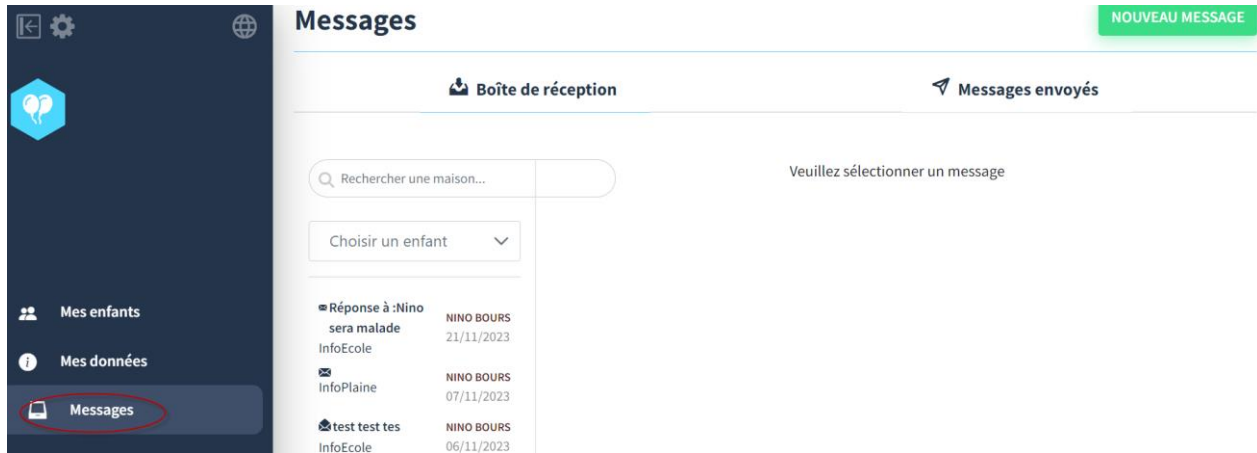 Messages
NOUVEAU MESSAGE
Boîte de réception
Messages envoyés
Rechercher une maison...
Veuillez sélectionner un message
Choisir un enfant
Mes enfants
Mes données
Messages
Réponse à :Nino
sera malade
InfoEcole
NINO BOURS
21/11/2023
InfoPlaine
NINO BOURS
07/11/2023
test test tes
InfoEcole
NINO BOURS
06/11/2023